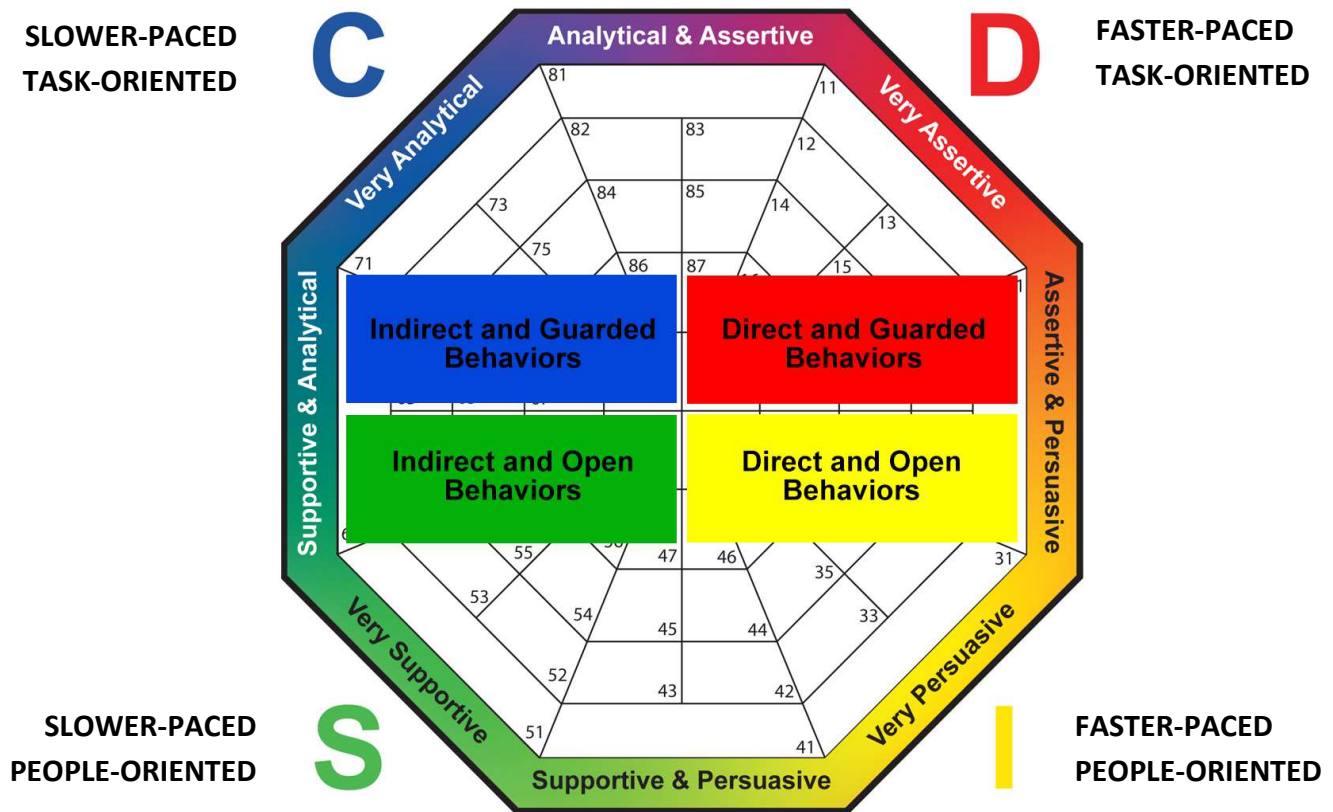 SLOWER-PACED
TASK-ORIENTED
C
Analytical & Assertive
D
FASTER-PACED
TASK-ORIENTED
Very Analytical
Very Assertive
81
11
82
83
12
84
85
14
73
13
75
15
71
86
87
Supportive & Analytical
Assertive & Persuasive
Indirect and Guarded
Behaviors
Direct and Guarded
Behaviors
Indirect and Open
Behaviors
Direct and Open
Behaviors
55
47
46
35
31
53
54
45
44
33
52
43
42
51
41
Very Supportive
Very Persuasive
SLOWER-PACED
PEOPLE-ORIENTED
S
Supportive & Persuasive
I
FASTER-PACED
PEOPLE-ORIENTED